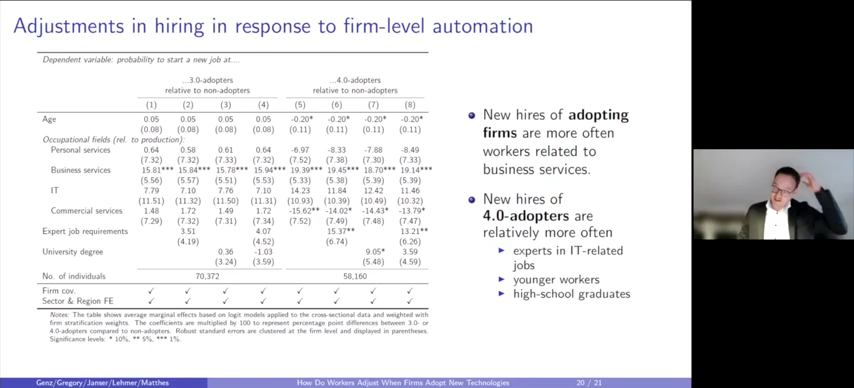 Adjustments in hiring in response to firm-level automation
Dependent variable: probability to start a new job at....
...3.0-adopters ...4.0-adopters
relative to non-adopters relative to non-adopters
(1) (2) (3) (4) (5) (6) (7) (8)
Age 0.05 0.05 0.05 0.05 -0.20* -0.20* -0.20* -0.20*
(0.08) (0.08) (0.08) (0.08) (0.11) (0.11) (0.11) (0.11)
Occupational fields (rel. to production):
Personal services 0.64 0.58 0.61 0.64 -6.97 -8.33 -7.88 -8.49
(7.32) (7.32) (7.33) (7.32) (7.52) (7.38) (7.30) (7.33)
Business services 15.81*** 15.84*** 15.78*** 15.94*** 19.39*** 19.45*** 18.70*** 19.14***
(5.56) (5.57) (5.51) (5.53) (5.33) (5.38) (5.39) (5.39)
IT 7.79 7.10 7.76 7.10 14.23 11.84 12.42 11.46
(11.51) (11.32) (11.50) (11.31) (10.93) (10.39) (10.49) (10.32)
Commercial services 1.48 1.72 1.49 1.72 -15.62** -14.02* -14.43* -13.79*
(7.29) (7.32) (7.31) (7.34) (7.52) (7.49) (7.48) (7.47)
Expert job requirements 3.51 4.07 15.37** 13.21**
(4.19) (4.52) (6.74) (6.26)
University degree 0.36 -1.03 9.05* 3.59
(3.24) (3.59) (5.48) (4.59)
No. of individuals 70,372 58,160
Firm cov. ✓ ✓ ✓ ✓ ✓ ✓ ✓ ✓
Sector & Region FE ✓ ✓ ✓ ✓ ✓ ✓ ✓ ✓
Notes: The table shows average marginal effects based on logit models applied to the cross-sectional data and weighted with
firm stratification weights. The coefficients are multiplied by 100 to represent percentage point differences between 3.0- or
4.0-adopters compared to non-adopters. Robust standard errors are clustered at the firm level and displayed in parentheses.
Significance levels: * 10%, ** 5%, *** 1%.
New hires of adopting
firms are more often
workers related to
business services.
New hires of
4.0-adopters are
relatively more often
experts in IT-related
jobs
younger workers
high-school graduates
Genz/Gregory/Janser/Lehmer/Matthes How Do Workers Adjust When Firms Adopt New Technologies 20 / 21